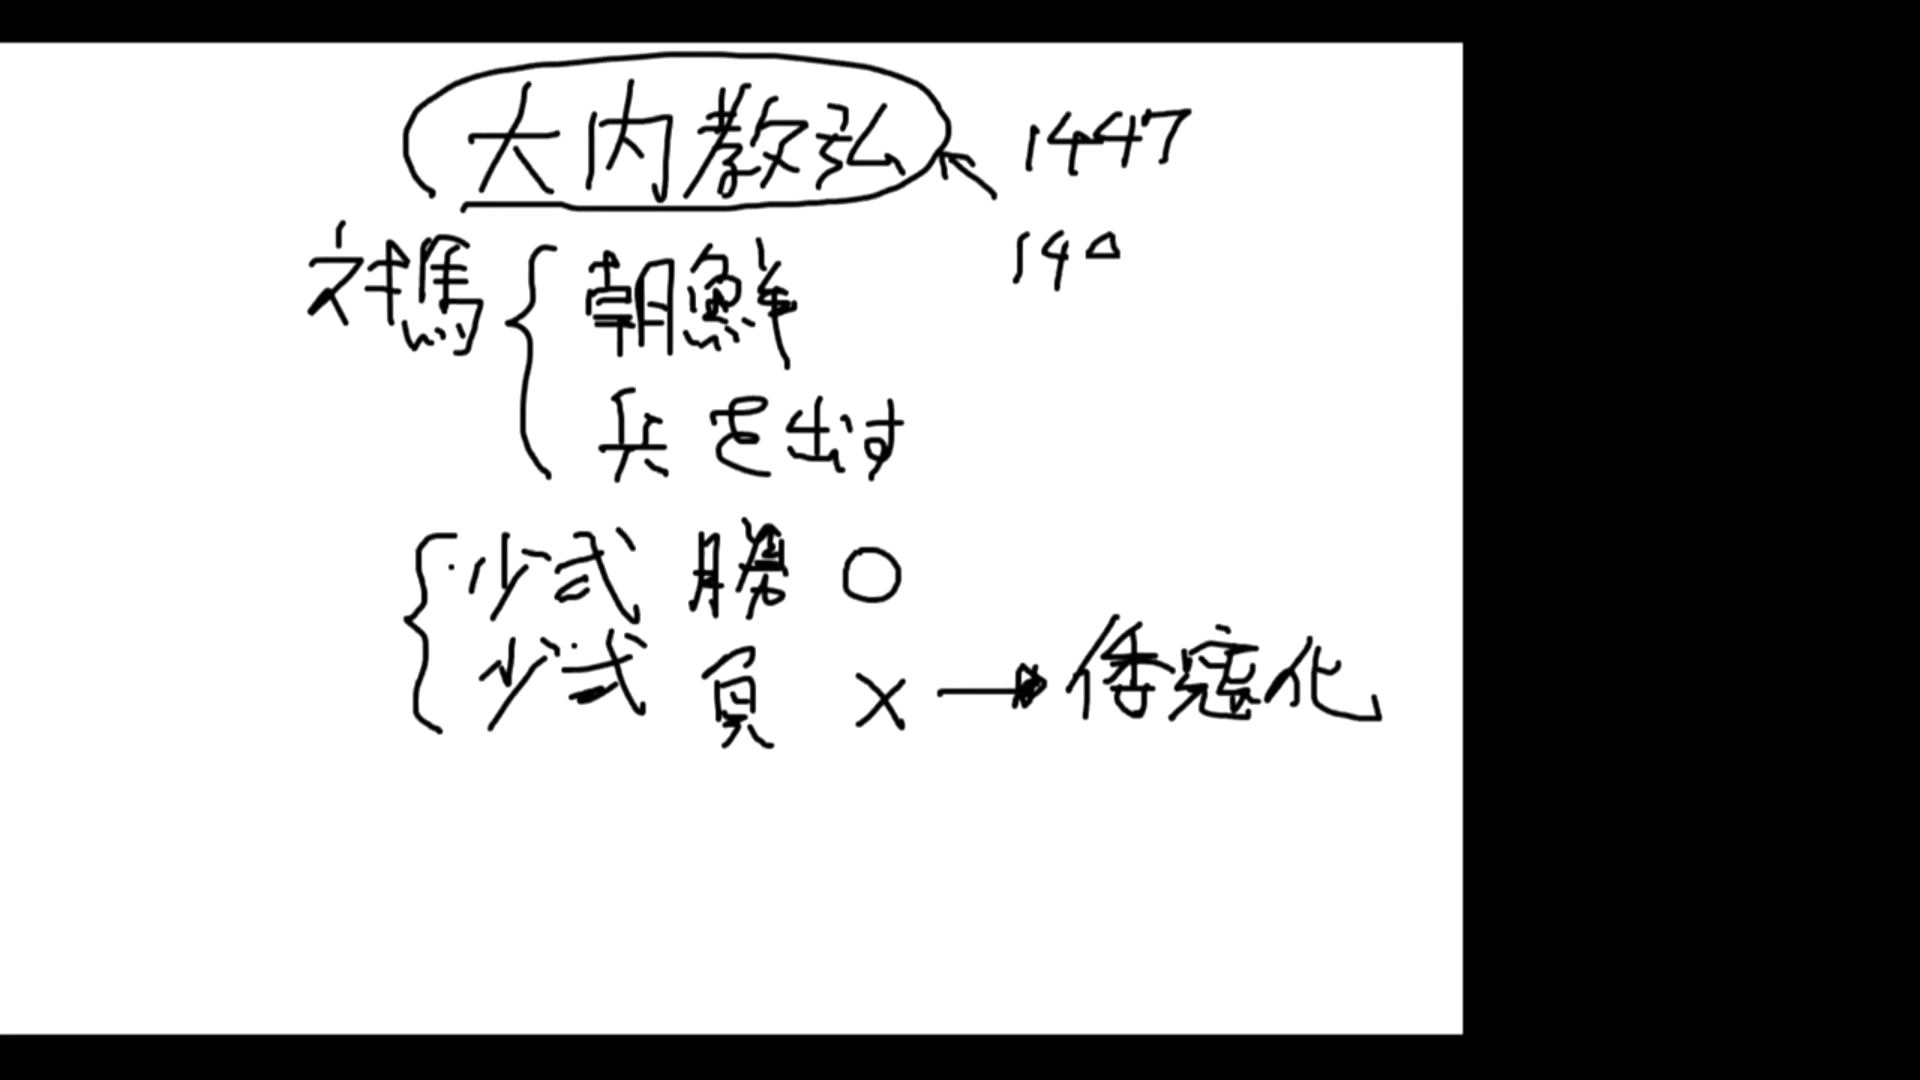 大内教弘 1447
14△
対馬 朝鮮
兵を出す
少弐 勝 ○
少弐 負 × → 倭寇化